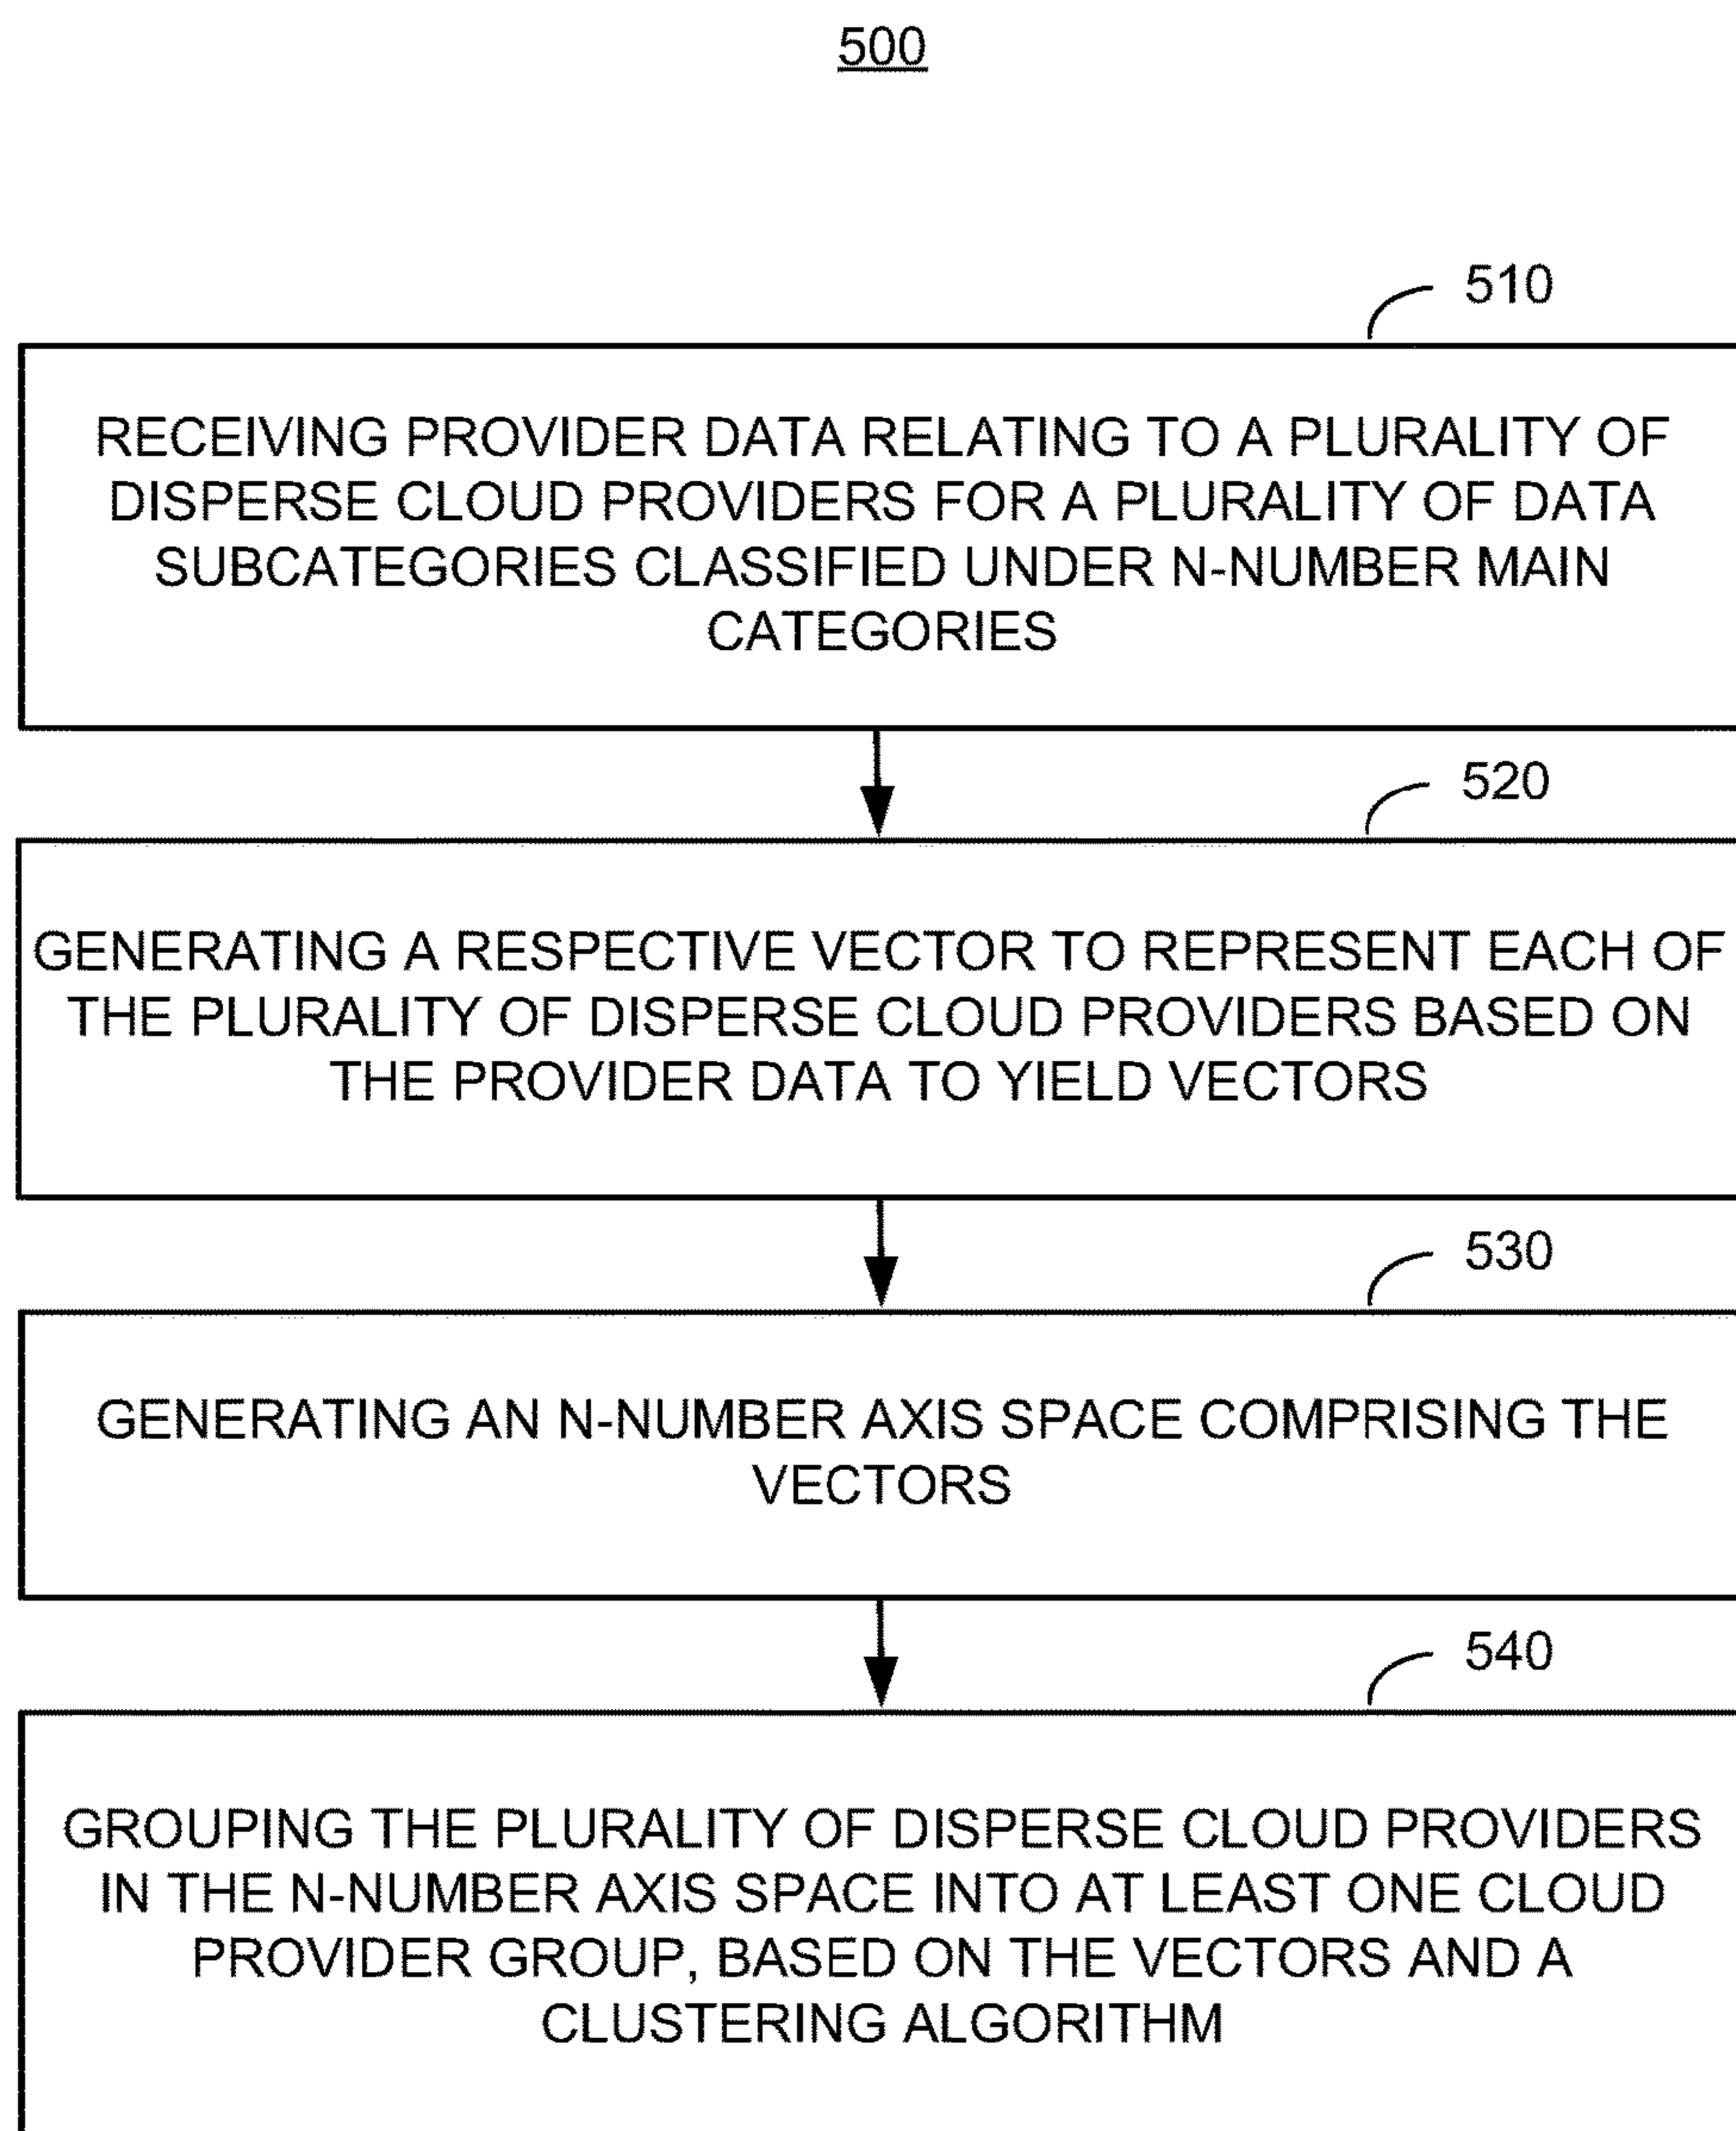 500
510
RECEIVING PROVIDER DATA RELATING TO A PLURALITY OF
DISPERSE CLOUD PROVIDERS FOR A PLURALITY OF DATA
SUBCATEGORIES CLASSIFIED UNDER N-NUMBER MAIN
CATEGORIES
520
GENERATING A RESPECTIVE VECTOR TO REPRESENT EACH OF
THE PLURALITY OF DISPERSE CLOUD PROVIDERS BASED ON
THE PROVIDER DATA TO YIELD VECTORS
530
GENERATING AN N-NUMBER AXIS SPACE COMPRISING THE
VECTORS
540
GROUPING THE PLURALITY OF DISPERSE CLOUD PROVIDERS
IN THE N-NUMBER AXIS SPACE INTO AT LEAST ONE CLOUD
PROVIDER GROUP, BASED ON THE VECTORS AND A
CLUSTERING ALGORITHM